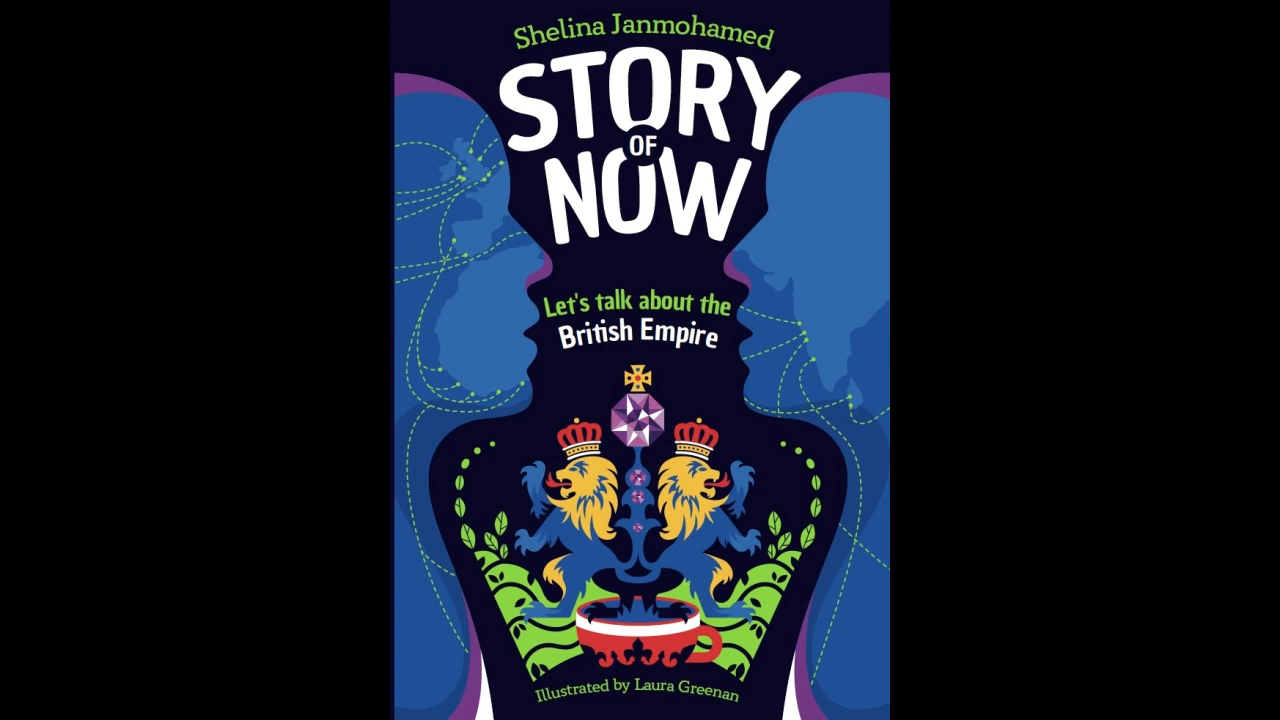 Shelina Janmohamed
STORY
OF
NOW
Let's talk about the
British Empire
Illustrated by Laura Greenan